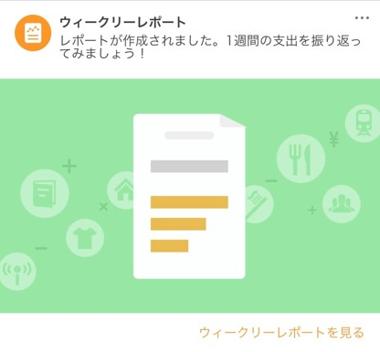 ウィークリーレポート
レポートが作成されました。1週間の支出を振り返っ
てみましょう！
¥
ウィークリーレポートを見る